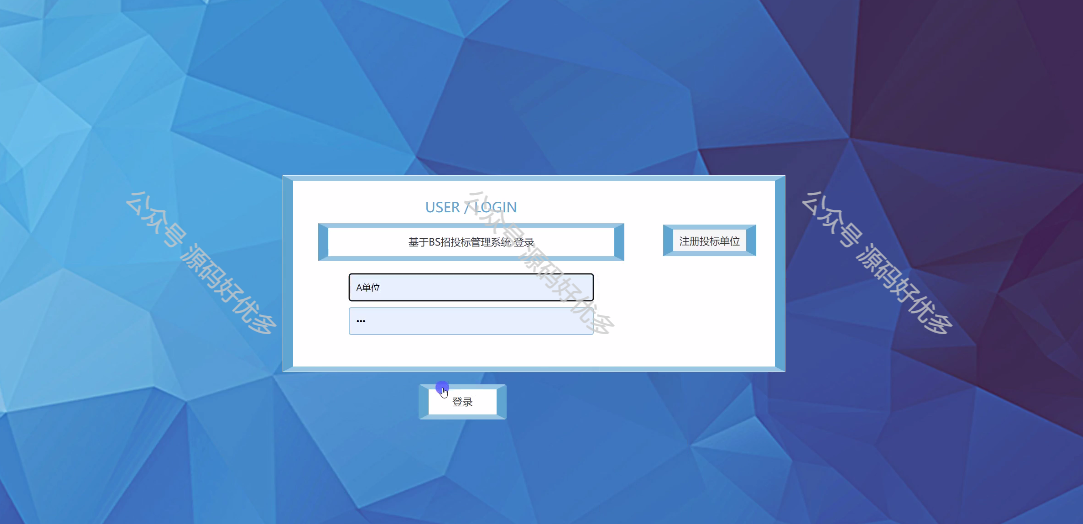 USER / LOGIN
基于BS招投标管理系统 登录
注册投标单位
A单位
•••
登录
公众号 源码好优多
公众号 源码好优多
公众号 源码好优多